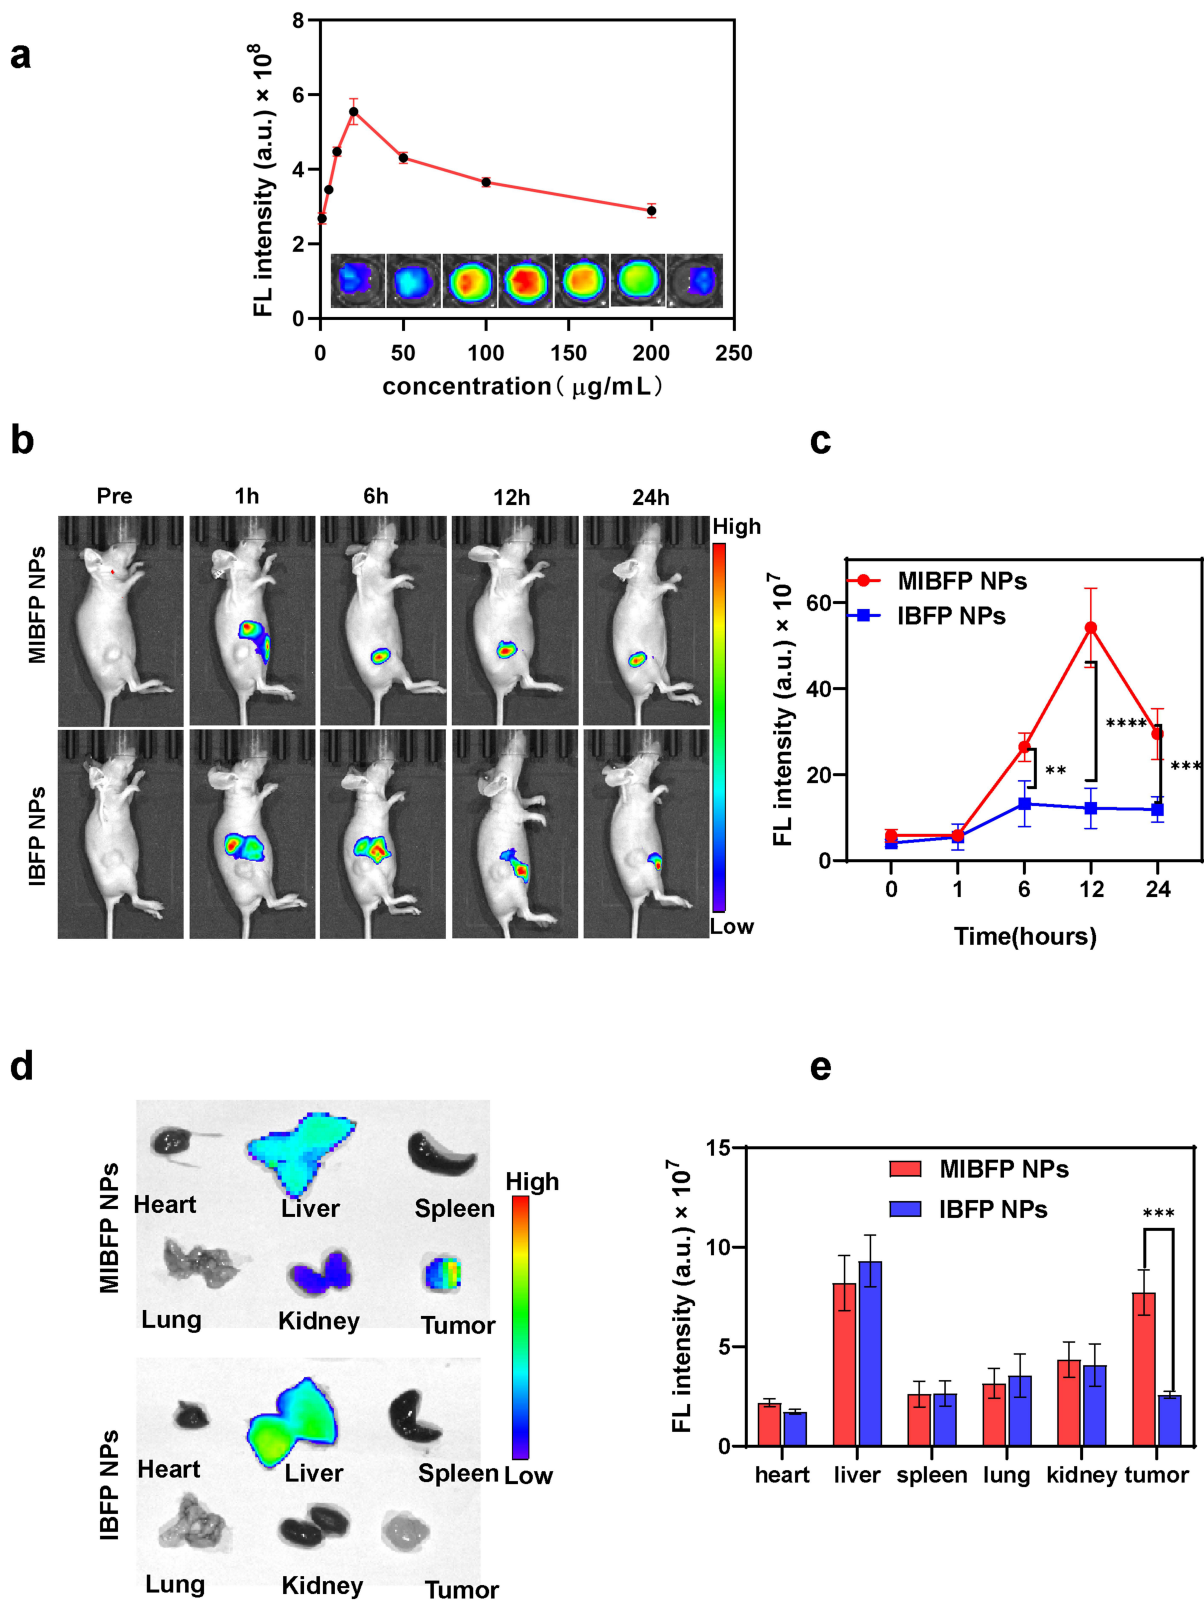 a
FL intensity (a.u.) × 10⁸
8
6
4
2
0
0 50 100 150 200 250
concentration( μg/mL)
b
Pre 1h 6h 12h 24h
MIBFP NPs
IBFP NPs
High
Low
c
FL intensity (a.u.) × 10⁷
MIBFP NPs
IBFP NPs
60
40
20
0
**
****
***
0 1 6 12 24
Time(hours)
d
MIBFP NPs
Heart Liver Spleen
Lung Kidney Tumor
IBFP NPs
Heart Liver Spleen
Lung Kidney Tumor
High
Low
e
FL intensity (a.u.) × 10⁷
15
10
5
0
MIBFP NPs
IBFP NPs
***
heart liver spleen lung kidney tumor